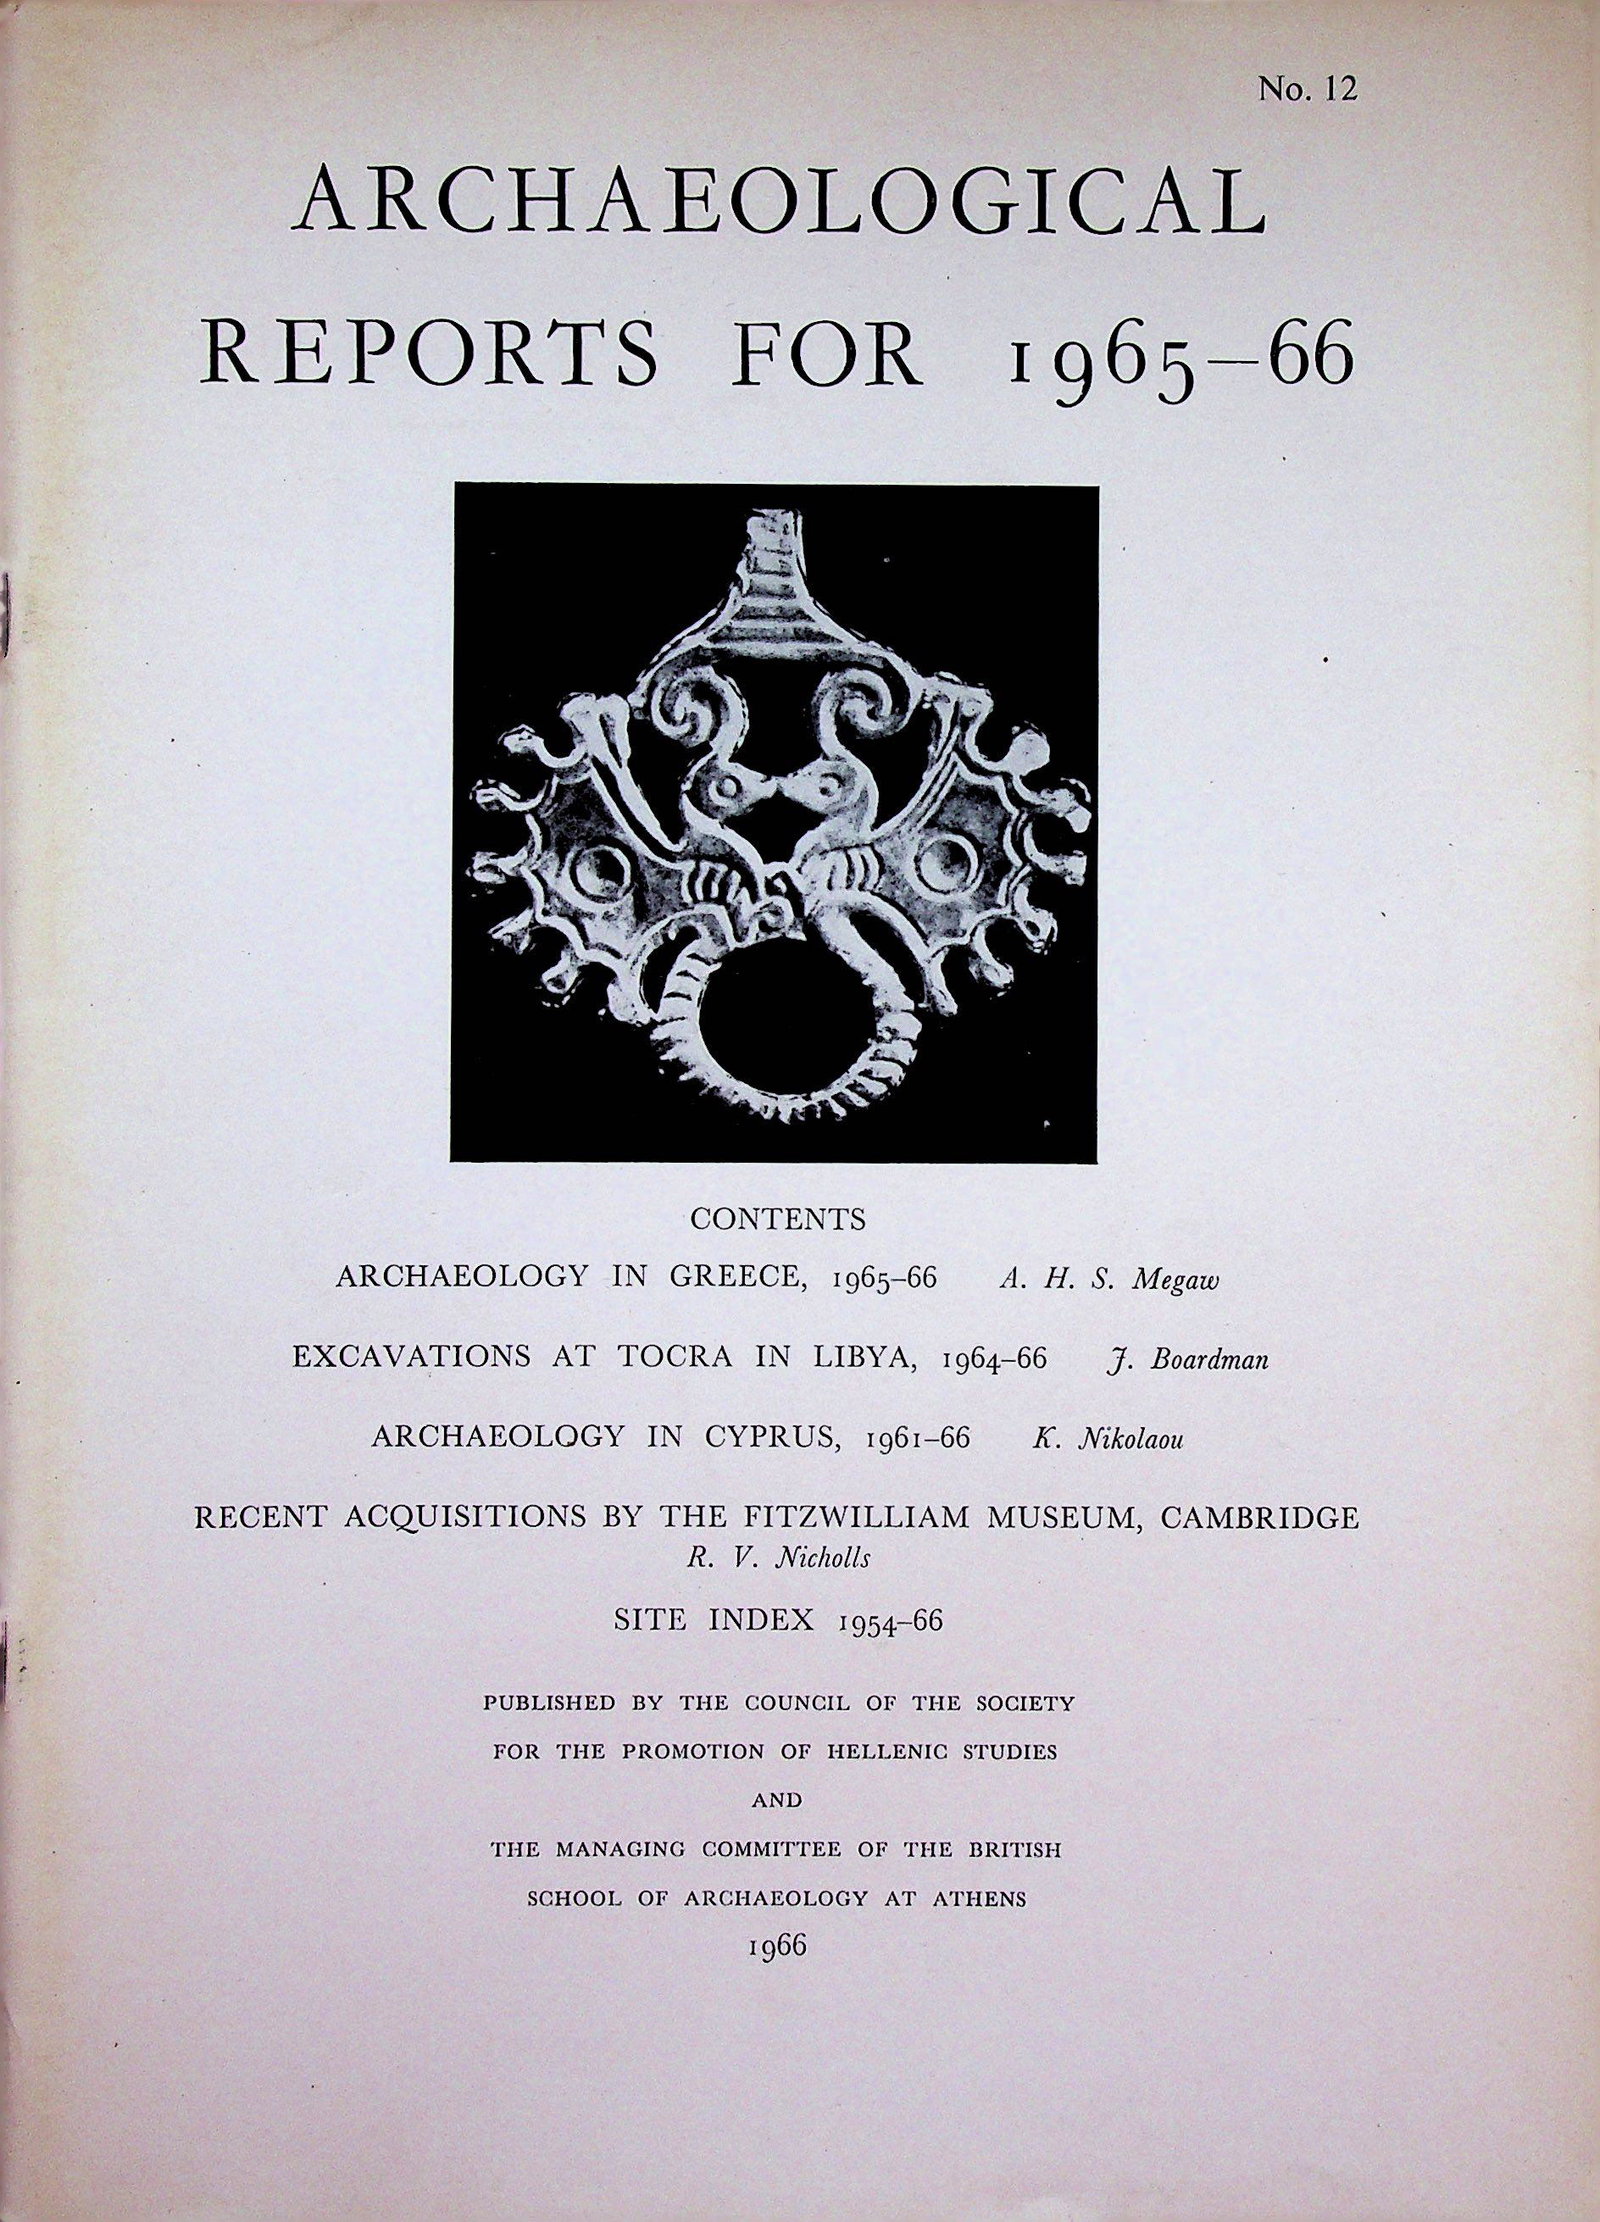 No. 12
ARCHAEOLOGICAL
REPORTS FOR 1965–66
CONTENTS
ARCHAEOLOGY IN GREECE, 1965–66 A. H. S. Megaw
EXCAVATIONS AT TOCRA IN LIBYA, 1964–66 J. Boardman
ARCHAEOLOGY IN CYPRUS, 1961–66 K. Nikolaou
RECENT ACQUISITIONS BY THE FITZWILLIAM MUSEUM, CAMBRIDGE
R. V. Nicholls
SITE INDEX 1954–66
PUBLISHED BY THE COUNCIL OF THE SOCIETY
FOR THE PROMOTION OF HELLENIC STUDIES
AND
THE MANAGING COMMITTEE OF THE BRITISH
SCHOOL OF ARCHAEOLOGY AT ATHENS
1966